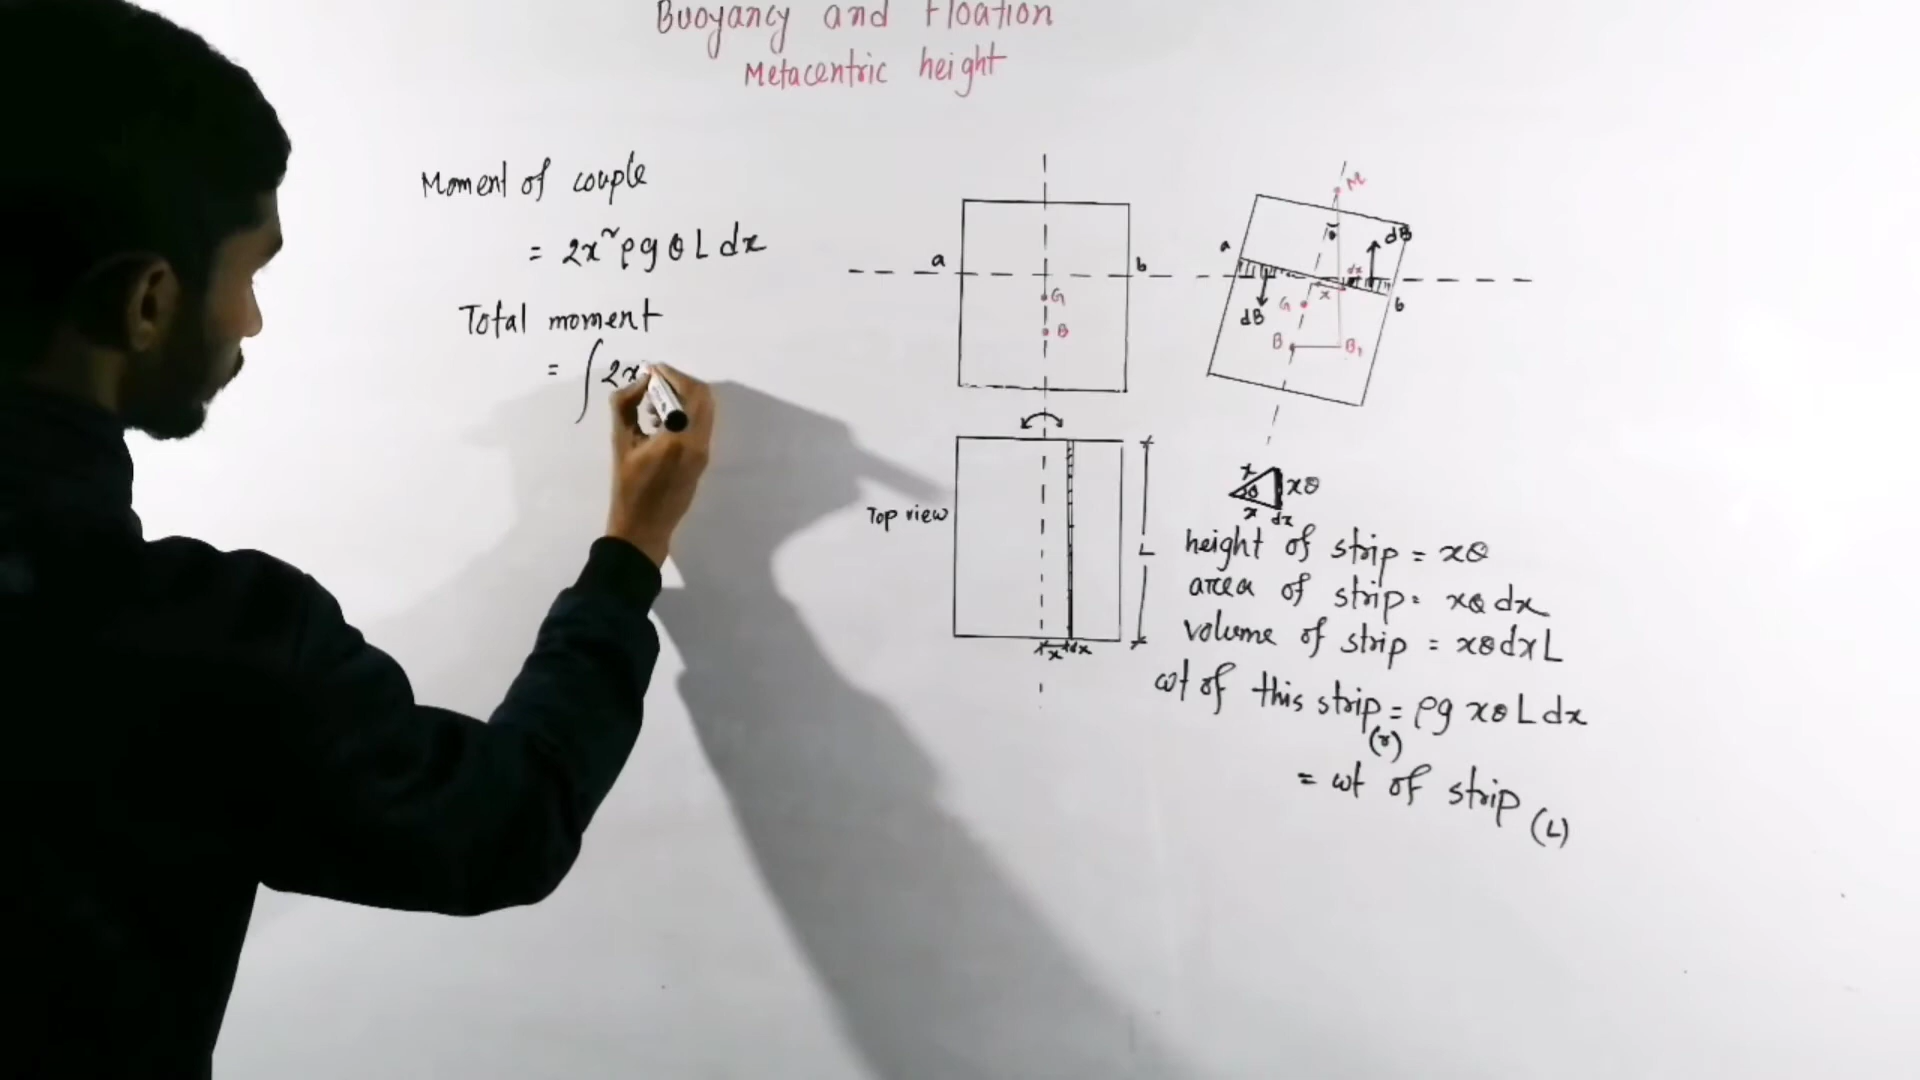 Buoyancy and Floation
Metacentric height
Moment of couple
= 2x² ρg θ L dx
Total moment
= ∫ 2x
a
b
G
B
M
θ
a
dB
dx
x
G
dB
b
B
B₁
Top view
L
x
dx
x
θ
xθ
x
dx
height of strip = xθ
area of strip = xθ dx
volume of strip = xθdxL
wt of this strip = ρg xθ L dx
(r)
= wt of strip (L)